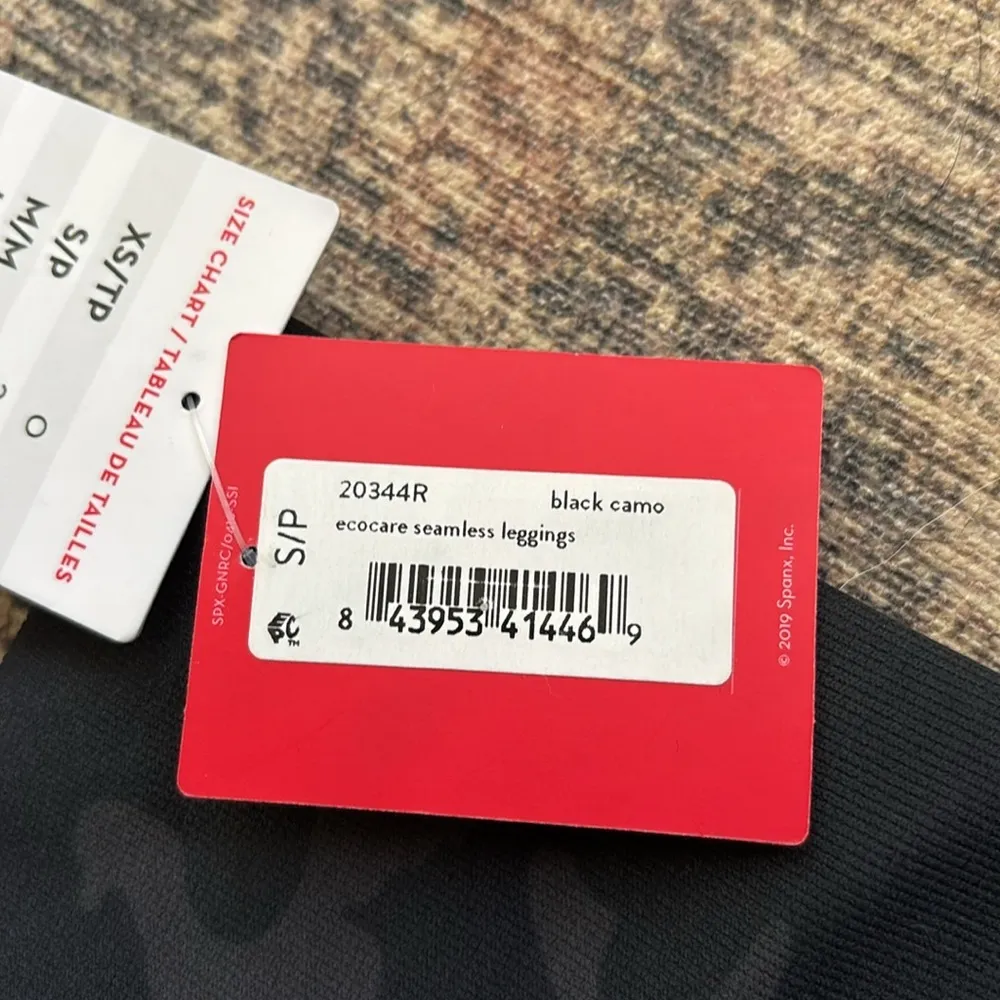 SIZE CHART / TABLEAU DE TAILLES
XS/TP
S/P
M/M
20344R
black camo
ecocare seamless leggings
S/P
EPC™
8 43953 41446 9
© 2019 Spanx, Inc.